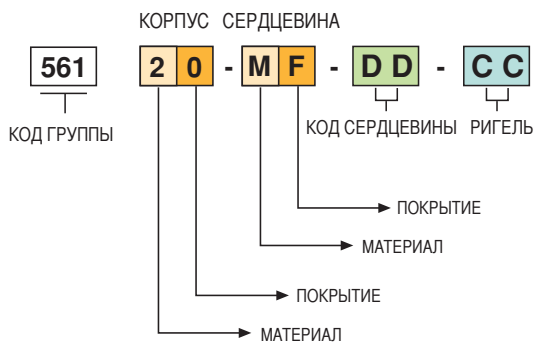 КОРПУС СЕРДЦЕВИНА
561 2 0 - M F - D D - C C
КОД ГРУППЫ КОД СЕРДЦЕВИНЫ РИГЕЛЬ
ПОКРЫТИЕ
МАТЕРИАЛ
ПОКРЫТИЕ
МАТЕРИАЛ